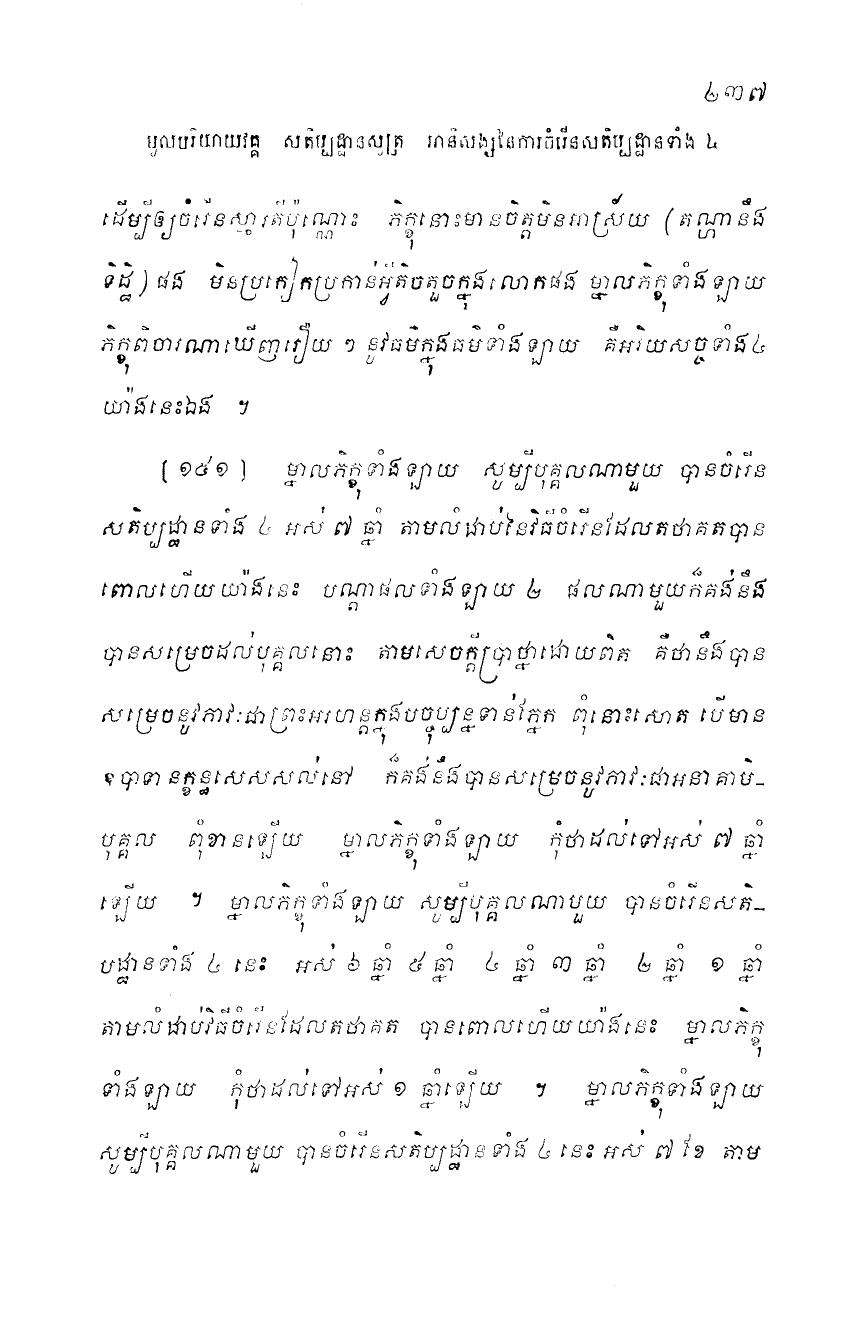 ២៣៧
មូលបរិយាយវគ្គ សតិប្បដ្ឋានសូត្រ អានិសង្សនៃការចំរើនសតិប្បដ្ឋានទាំង ៤
ដើម្បីឲ្យចំរើនស្មារតីប៉ុណ្ណោះ ភិក្ខុនោះមានចិត្តមិនអាស្រ័យ (តណ្ហានឹង
ទិដ្ឋិ) ផង មិនប្រកៀកប្រកាន់អ្វីតិចតួចក្នុងលោកផង ម្នាលភិក្ខុទាំងឡាយ
ភិក្ខុពិចារណាឃើញរឿយ ៗ នូវធម៌ក្នុងធម៌ទាំងឡាយ គឺអរិយសច្ចទាំង៤
យ៉ាងនេះឯង ។
[១៥១] ម្នាលភិក្ខុទាំងឡាយ សូម្បីបុគ្គលណាមួយ បានចំរើន
សតិប្បដ្ឋានទាំង ៤ អស់ ៧ ឆ្នាំ តាមលំដាប់នៃវិធីចំរើនដែលតថាគតបាន
ពោលហើយយ៉ាងនេះ បណ្តាផលទាំងឡាយ ២ ផលណាមួយក៏គង់នឹង
បានសម្រេចដល់បុគ្គលនោះ តាមសេចក្តីប្រាថ្នាដោយពិត គឺថានឹងបាន
សម្រេចនូវភាវៈជាព្រះអរហន្តក្នុងបច្ចុប្បន្នទាន់ភ្នែក ពុំនោះសោត បើមាន
ឧបាទានក្ខន្ធសេសសល់នៅ ក៏គង់នឹងបានសម្រេចនូវភាវៈជាអនាគាមិ-
បុគ្គល ពុំខានឡើយ ម្នាលភិក្ខុទាំងឡាយ កុំថាដល់ទៅអស់ ៧ ឆ្នាំ
ឡើយ ។ ម្នាលភិក្ខុទាំងឡាយ សូម្បីបុគ្គលណាមួយ បានចំរើនសតិ-
បដ្ឋានទាំង ៤ នេះ អស់ ៦ ឆ្នាំ ៥ ឆ្នាំ ៤ ឆ្នាំ ៣ ឆ្នាំ ២ ឆ្នាំ ១ ឆ្នាំ
តាមលំដាប់វិធីចំរើនដែលតថាគត បានពោលហើយយ៉ាងនេះ ម្នាលភិក្ខុ
ទាំងឡាយ កុំថាដល់ទៅអស់ ១ ឆ្នាំឡើយ ។ ម្នាលភិក្ខុទាំងឡាយ
សូម្បីបុគ្គលណាមួយ បានចំរើនសតិប្បដ្ឋានទាំង ៤ នេះ អស់ ៧ ខែ តាម